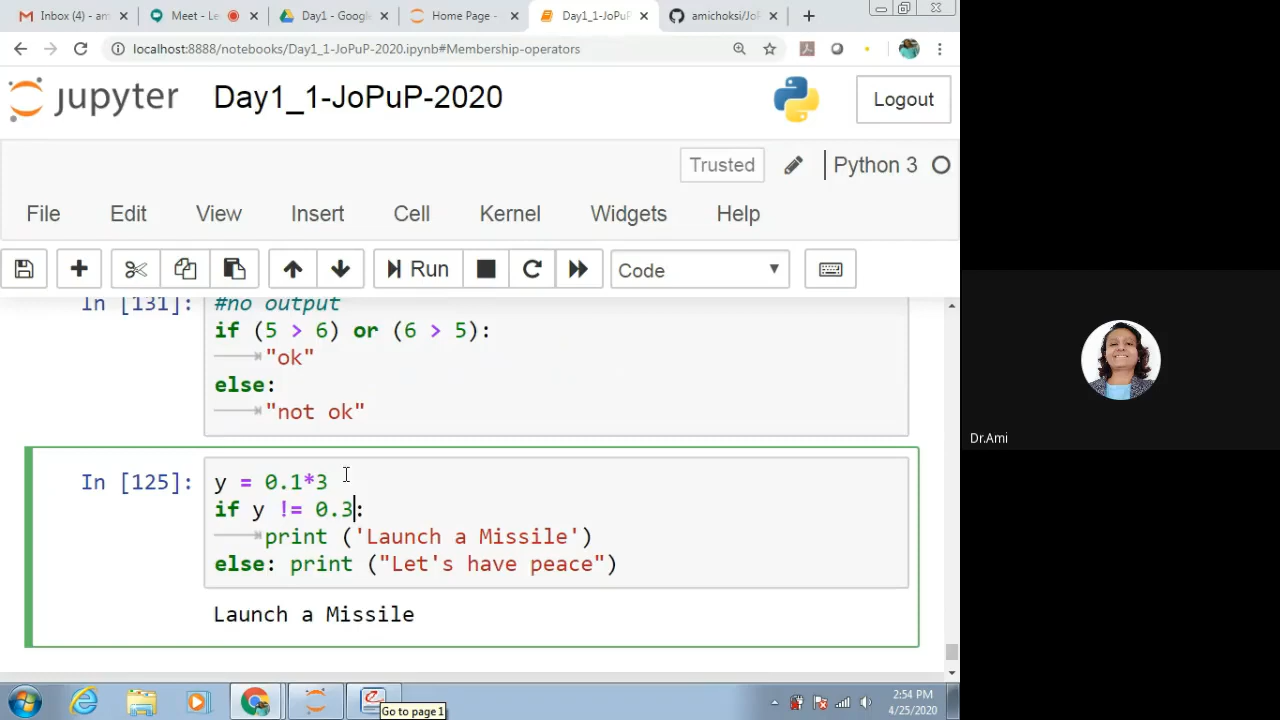 Inbox (4) - am
Meet - Le
Day1 - Google
Home Page -
Day1_1-JoPuP
amichoksi/JoF
localhost:8888/notebooks/Day1_1-JoPuP-2020.ipynb#Membership-operators
jupyter Day1_1-JoPuP-2020 Logout
Trusted Python 3
File Edit View Insert Cell Kernel Widgets Help
Run Code
In [131]: #no output
if (5 > 6) or (6 > 5):
"ok"
else:
"not ok"
In [125]: y = 0.1*3
if y != 0.3:
print ('Launch a Missile')
else: print ("Let's have peace")
Launch a Missile
Dr.Ami
Go to page 1
2:54 PM
4/25/2020